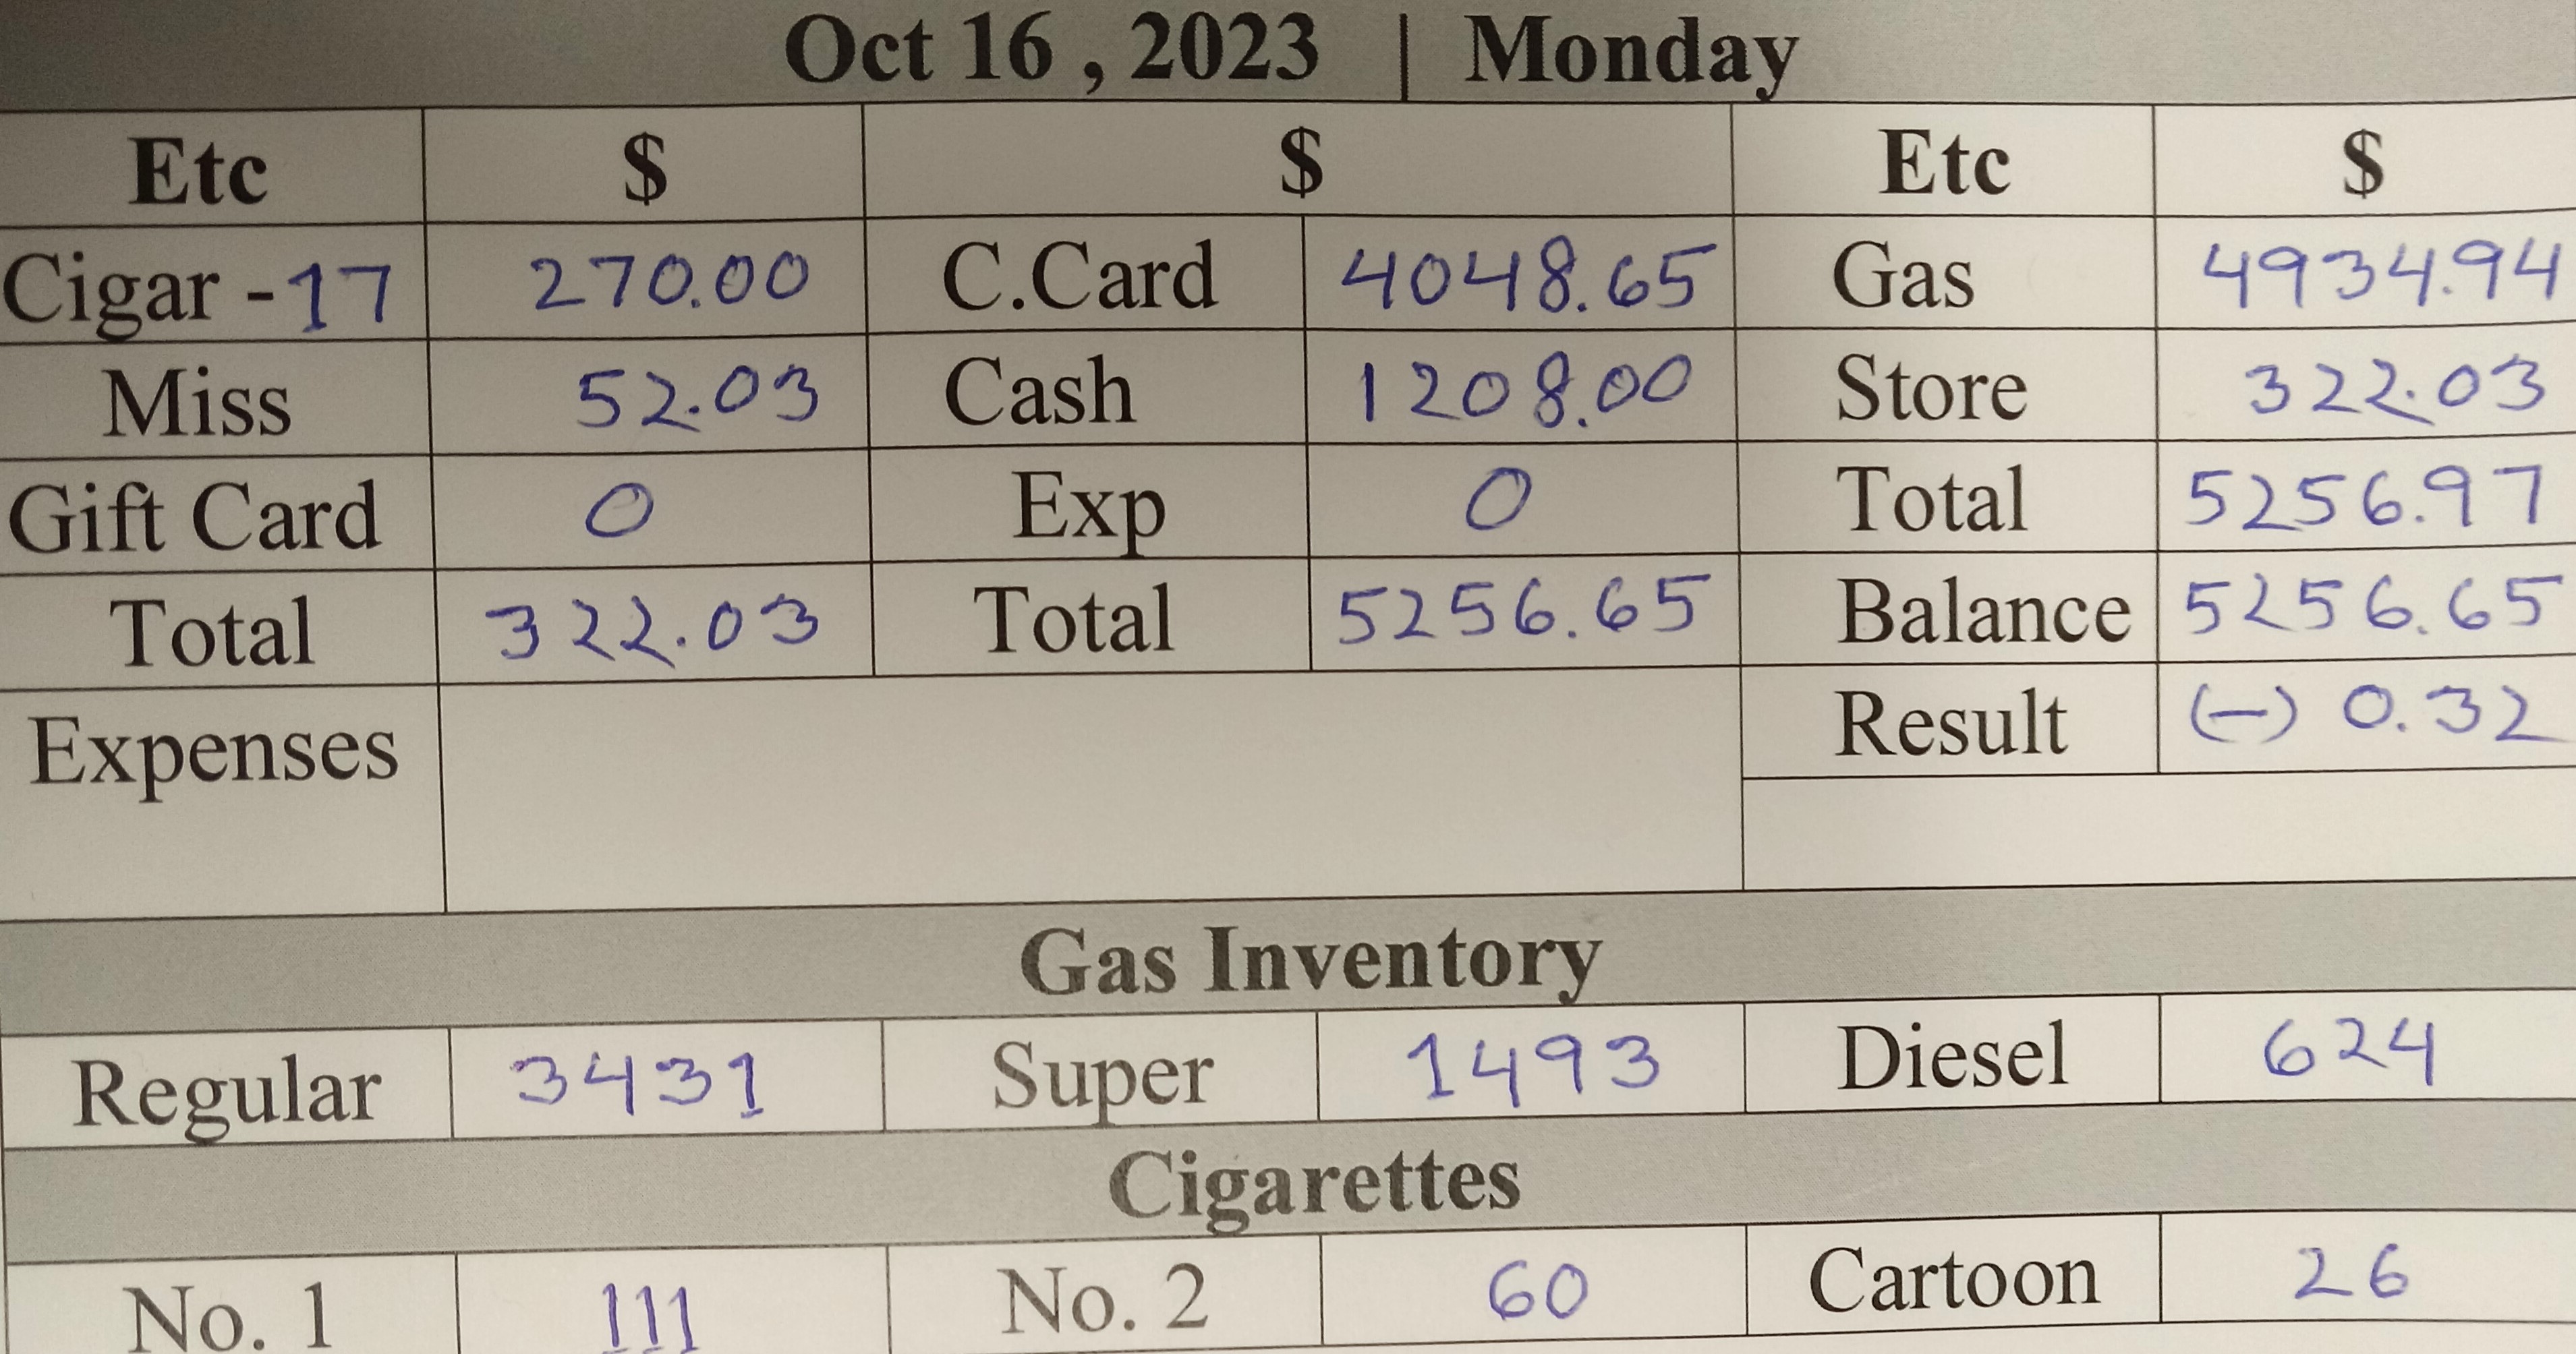 Oct 16 , 2023 | Monday
Etc $ $ Etc $
Cigar - 17 270.00 C.Card 4048.65 Gas 4934.94
Miss 52.03 Cash 1208.00 Store 322.03
Gift Card 0 Exp 0 Total 5256.97
Total 322.03 Total 5256.65 Balance 5256.65
Expenses Result (-) 0.32
Gas Inventory
Regular 3431 Super 1493 Diesel 624
Cigarettes
No. 1 111 No. 2 60 Cartoon 26